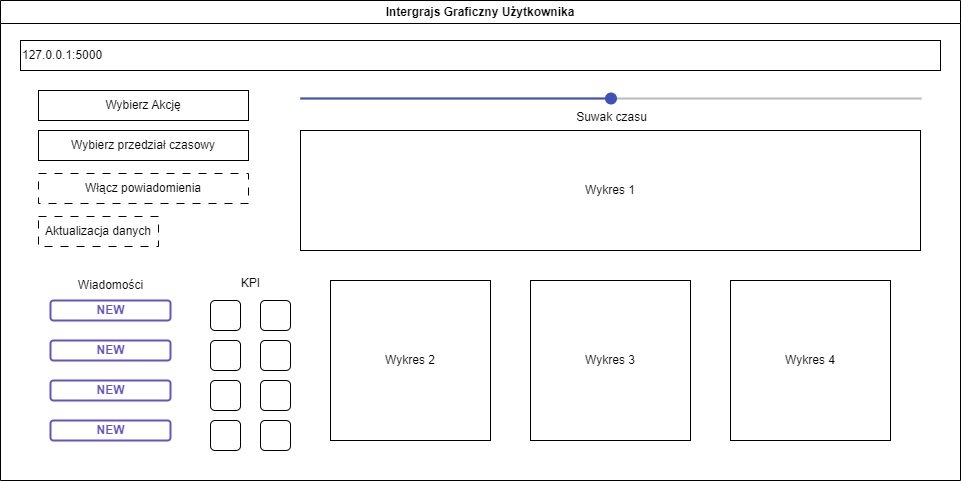 Intergrajs Graficzny Użytkownika
127.0.0.1:5000
Wybierz Akcję
Wybierz przedział czasowy
Włącz powiadomienia
Aktualizacja danych
Suwak czasu
Wykres 1
Wiadomości
NEW
NEW
NEW
NEW
KPI
Wykres 2
Wykres 3
Wykres 4